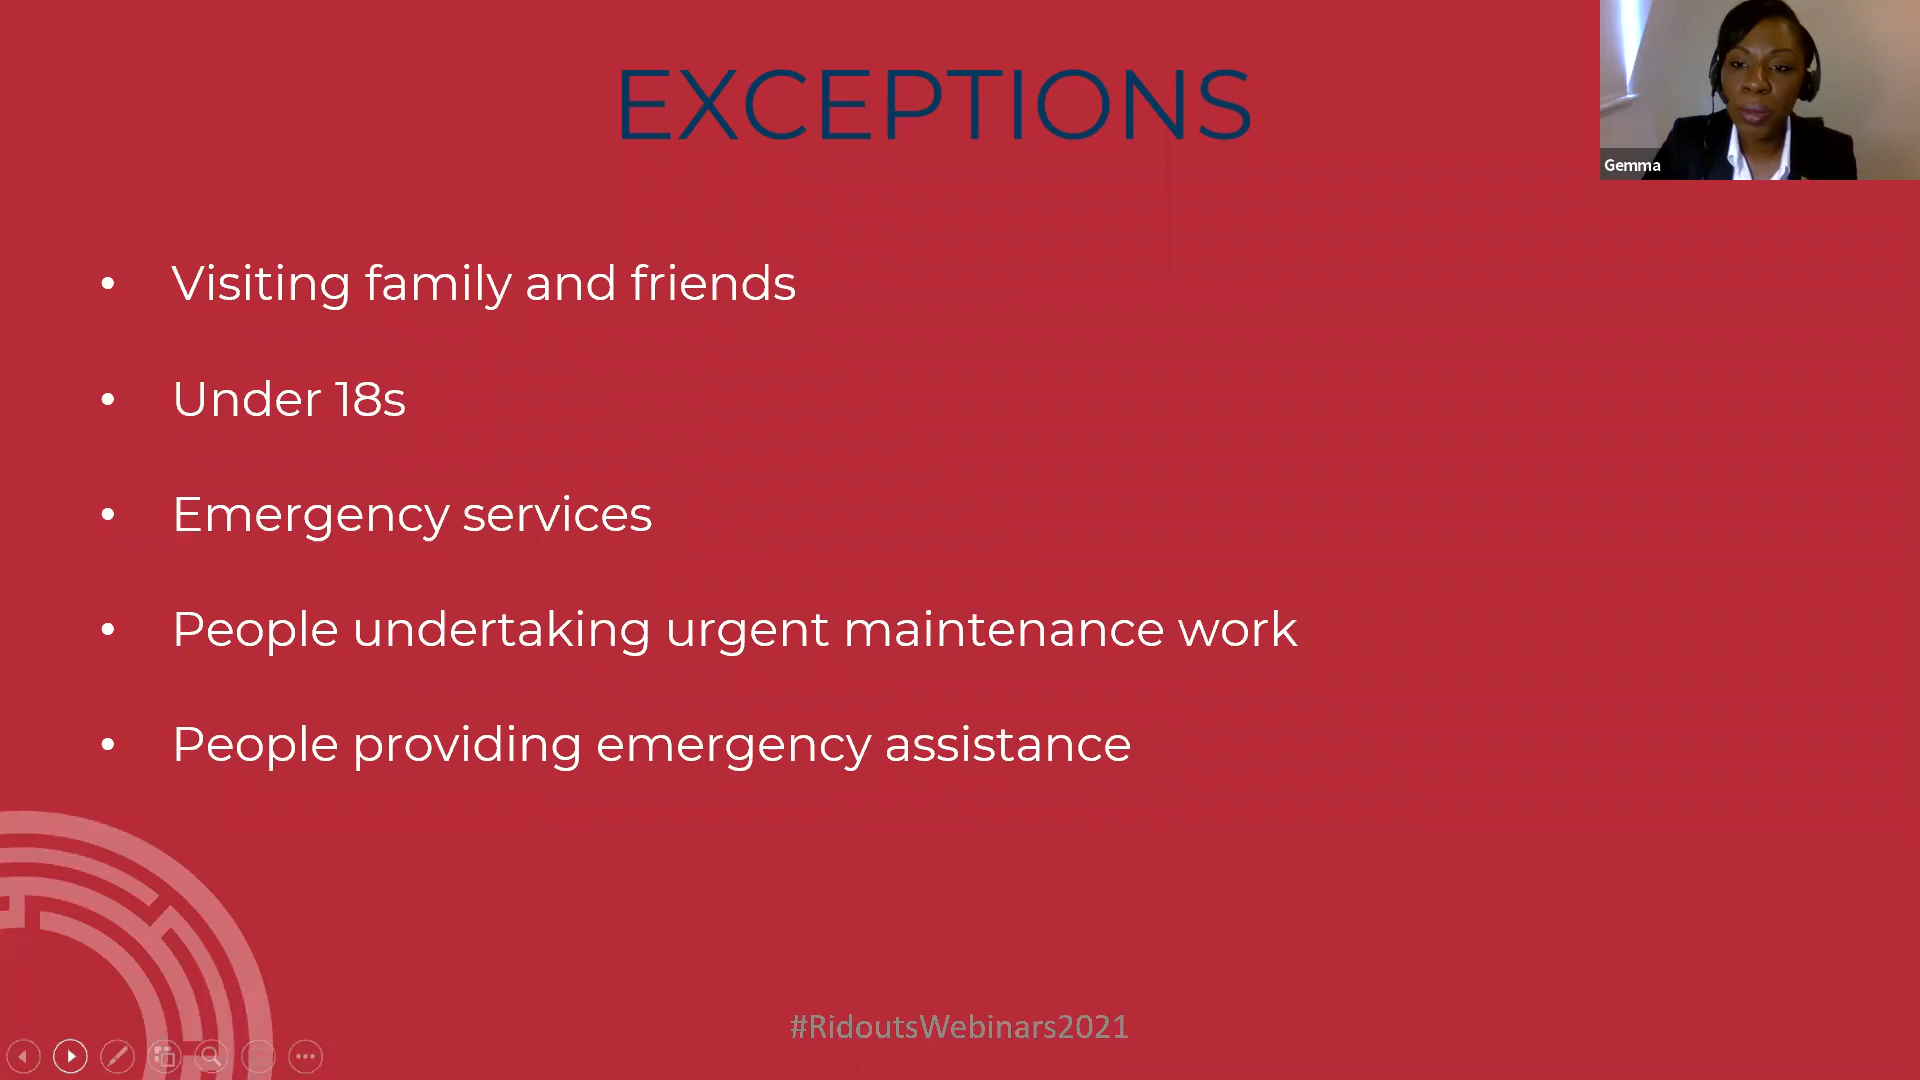 EXCEPTIONS
Gemma
• Visiting family and friends
• Under 18s
• Emergency services
• People undertaking urgent maintenance work
• People providing emergency assistance
#RidoutsWebinars2021